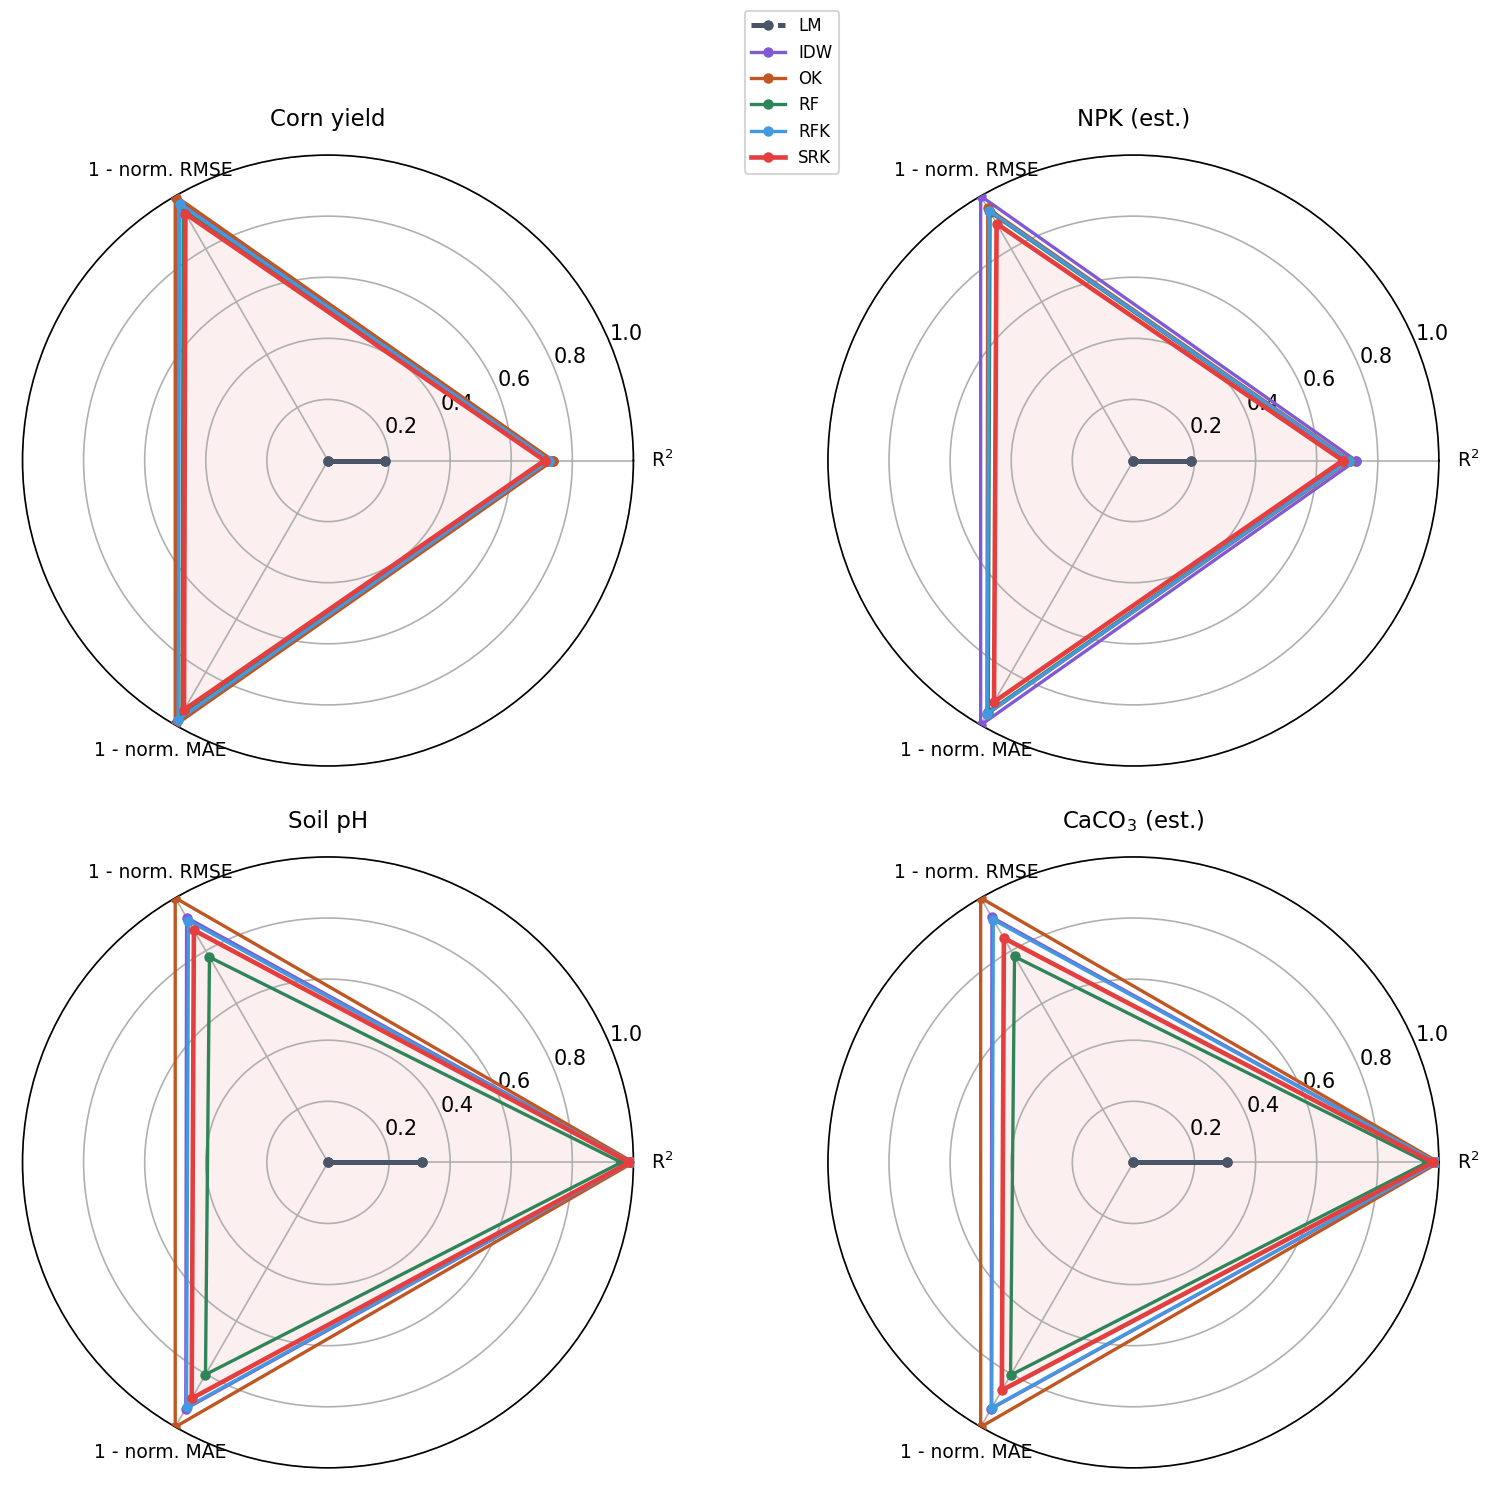 LM
IDW
OK
RF
RFK
SRK
Corn yield
1 - norm. RMSE
1.0
0.8
0.6
0.4
0.2
R²
1 - norm. MAE
NPK (est.)
1 - norm. RMSE
1.0
0.8
0.6
0.4
0.2
R²
1 - norm. MAE
Soil pH
1 - norm. RMSE
1.0
0.8
0.6
0.4
0.2
R²
1 - norm. MAE
CaCO₃ (est.)
1 - norm. RMSE
1.0
0.8
0.6
0.4
0.2
R²
1 - norm. MAE